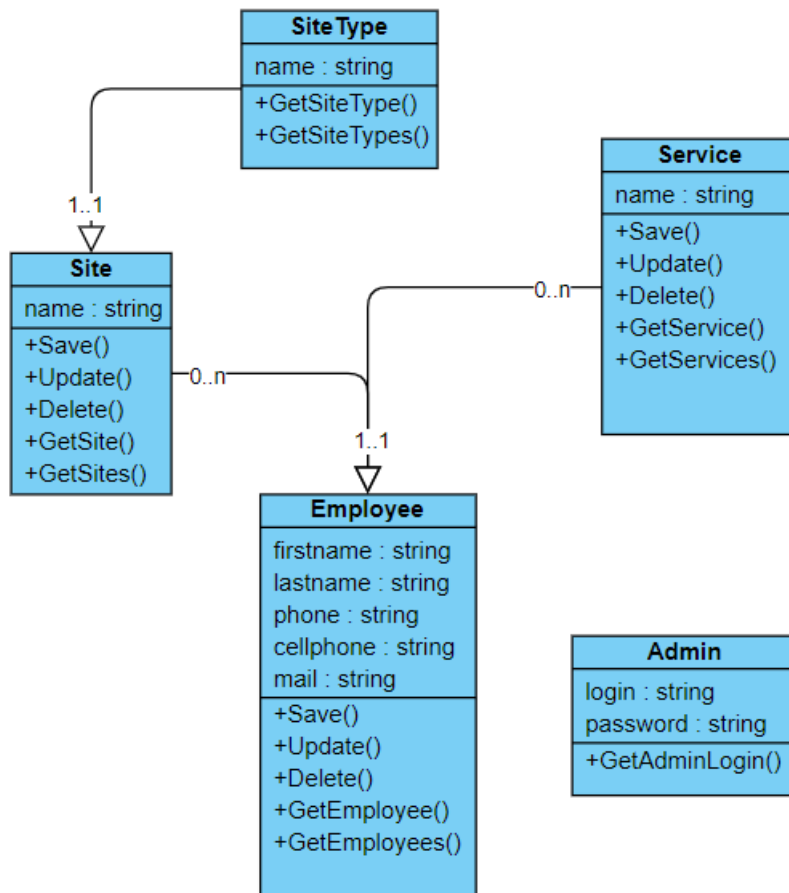 SiteType
name : string
+GetSiteType()
+GetSiteTypes()
Service
name : string
+Save()
+Update()
+Delete()
+GetService()
+GetServices()
1..1
Site
name : string
+Save()
+Update()
+Delete()
+GetSite()
+GetSites()
0..n
0..n
1..1
Employee
firstname : string
lastname : string
phone : string
cellphone : string
mail : string
+Save()
+Update()
+Delete()
+GetEmployee()
+GetEmployees()
Admin
login : string
password : string
+GetAdminLogin()